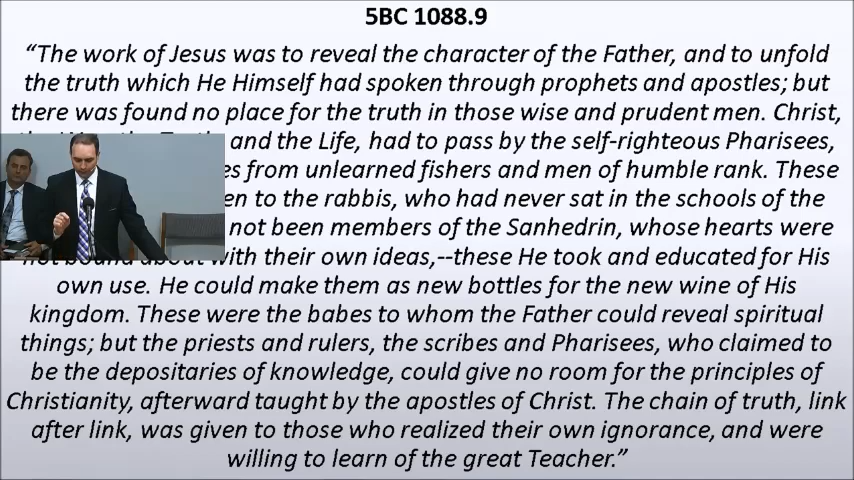 5BC 1088.9
“The work of Jesus was to reveal the character of the Father, and to unfold
the truth which He Himself had spoken through prophets and apostles; but
there was found no place for the truth in those wise and prudent men. Christ,
and the Life, had to pass by the self-righteous Pharisees,
from unlearned fishers and men of humble rank. These
to the rabbis, who had never sat in the schools of the
not been members of the Sanhedrin, whose hearts were
with their own ideas,--these He took and educated for His
own use. He could make them as new bottles for the new wine of His
kingdom. These were the babes to whom the Father could reveal spiritual
things; but the priests and rulers, the scribes and Pharisees, who claimed to
be the depositaries of knowledge, could give no room for the principles of
Christianity, afterward taught by the apostles of Christ. The chain of truth, link
after link, was given to those who realized their own ignorance, and were
willing to learn of the great Teacher.”